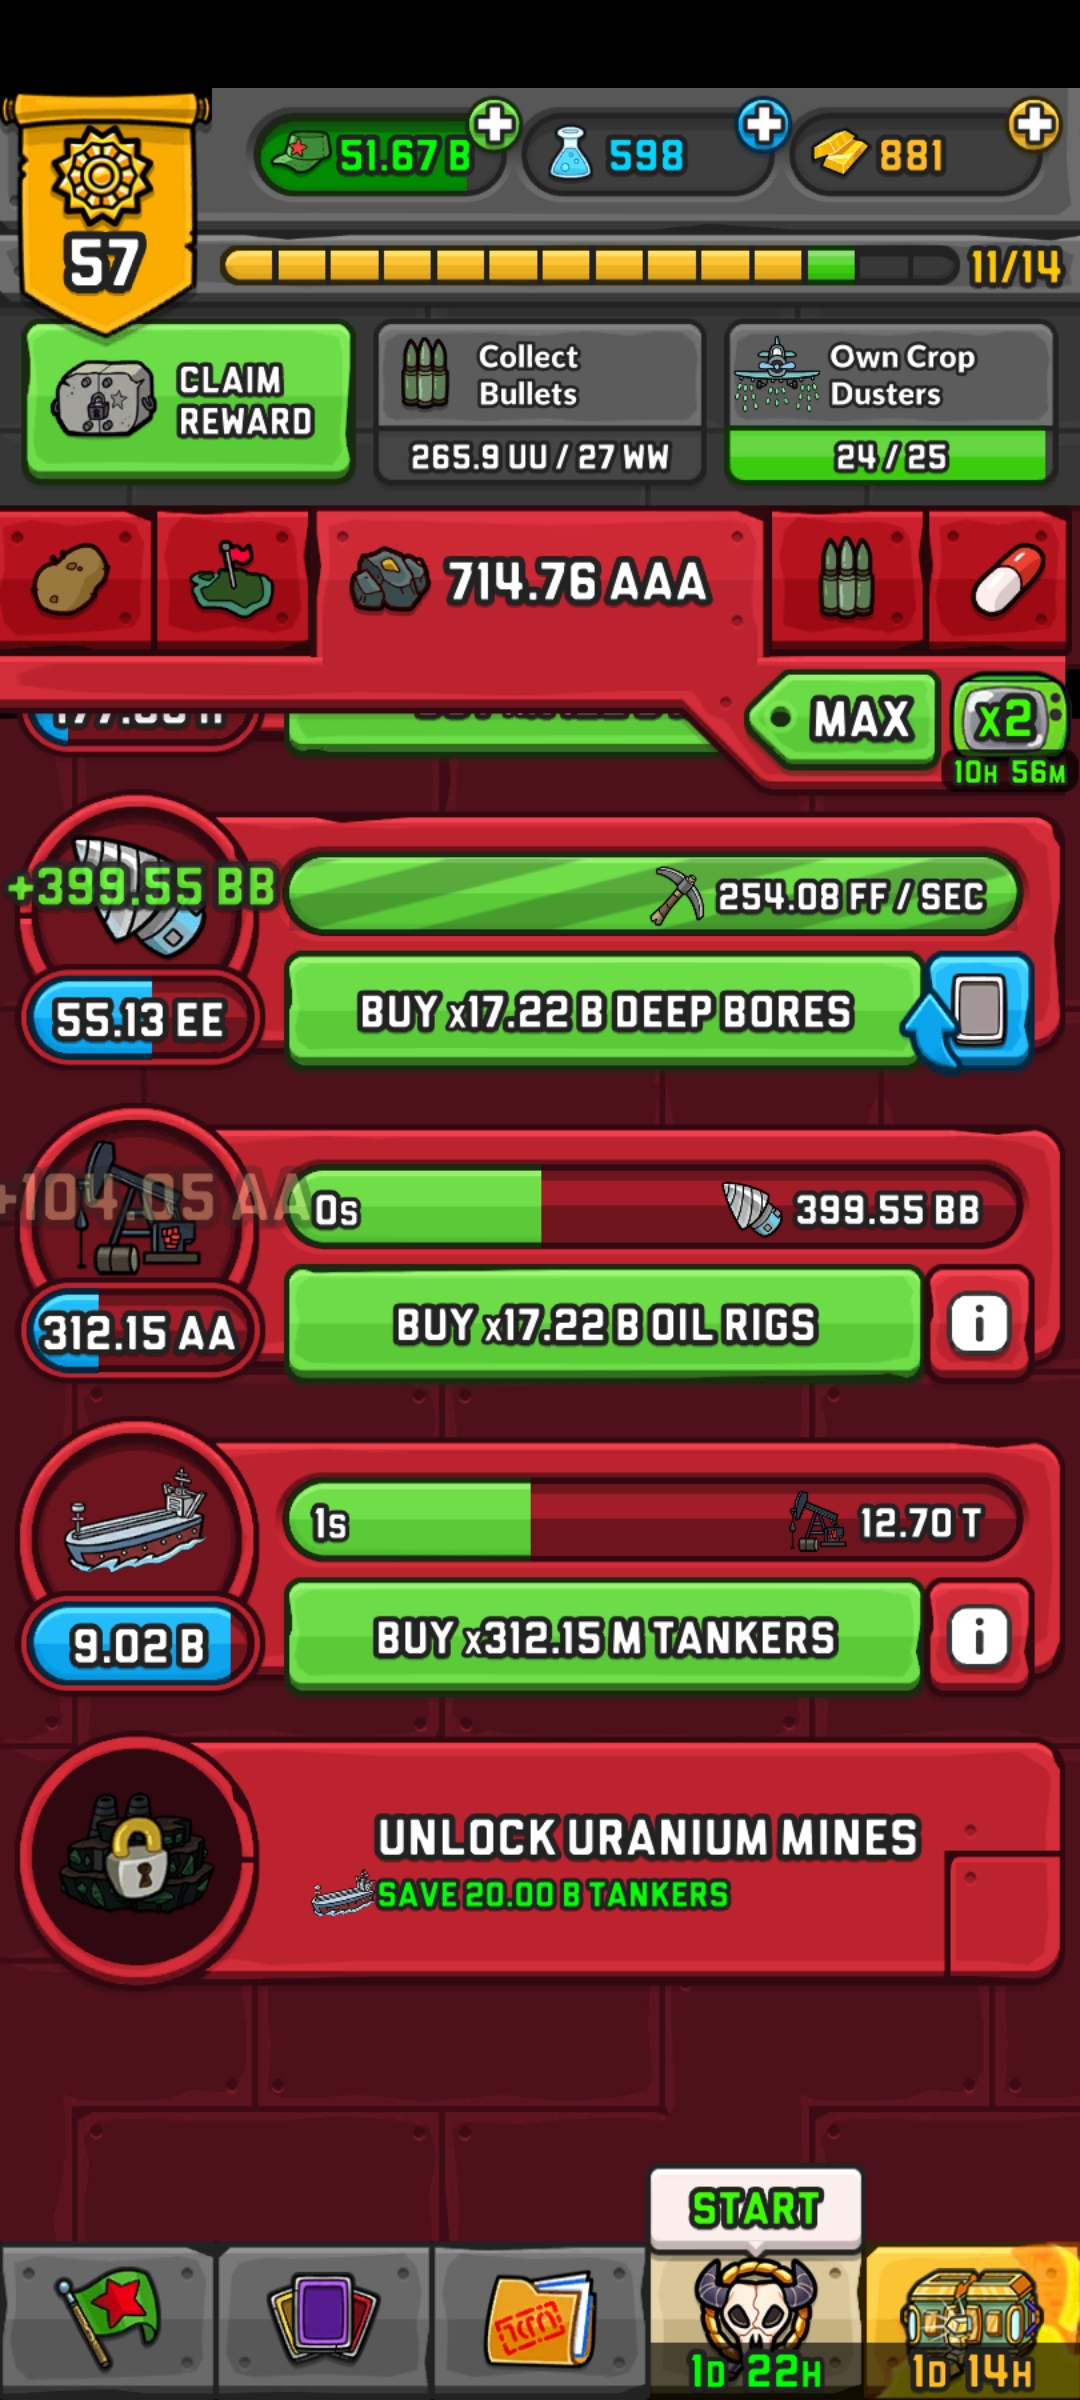 51.67 B
598
881
57
11/14
CLAIM
REWARD
Collect
Bullets
265.9 UU / 27 WW
Own Crop
Dusters
24 / 25
714.76 AAA
MAX
x2
10H 56M
+399.55 BB
254.08 FF / SEC
55.13 EE
BUY x17.22 B DEEP BORES
+104.05 AA
0s
399.55 BB
312.15 AA
BUY x17.22 B OIL RIGS
i
1s
12.70 T
9.02 B
BUY x312.15 M TANKERS
i
UNLOCK URANIUM MINES
SAVE 20.00 B TANKERS
START
1D 22H
1D 14H